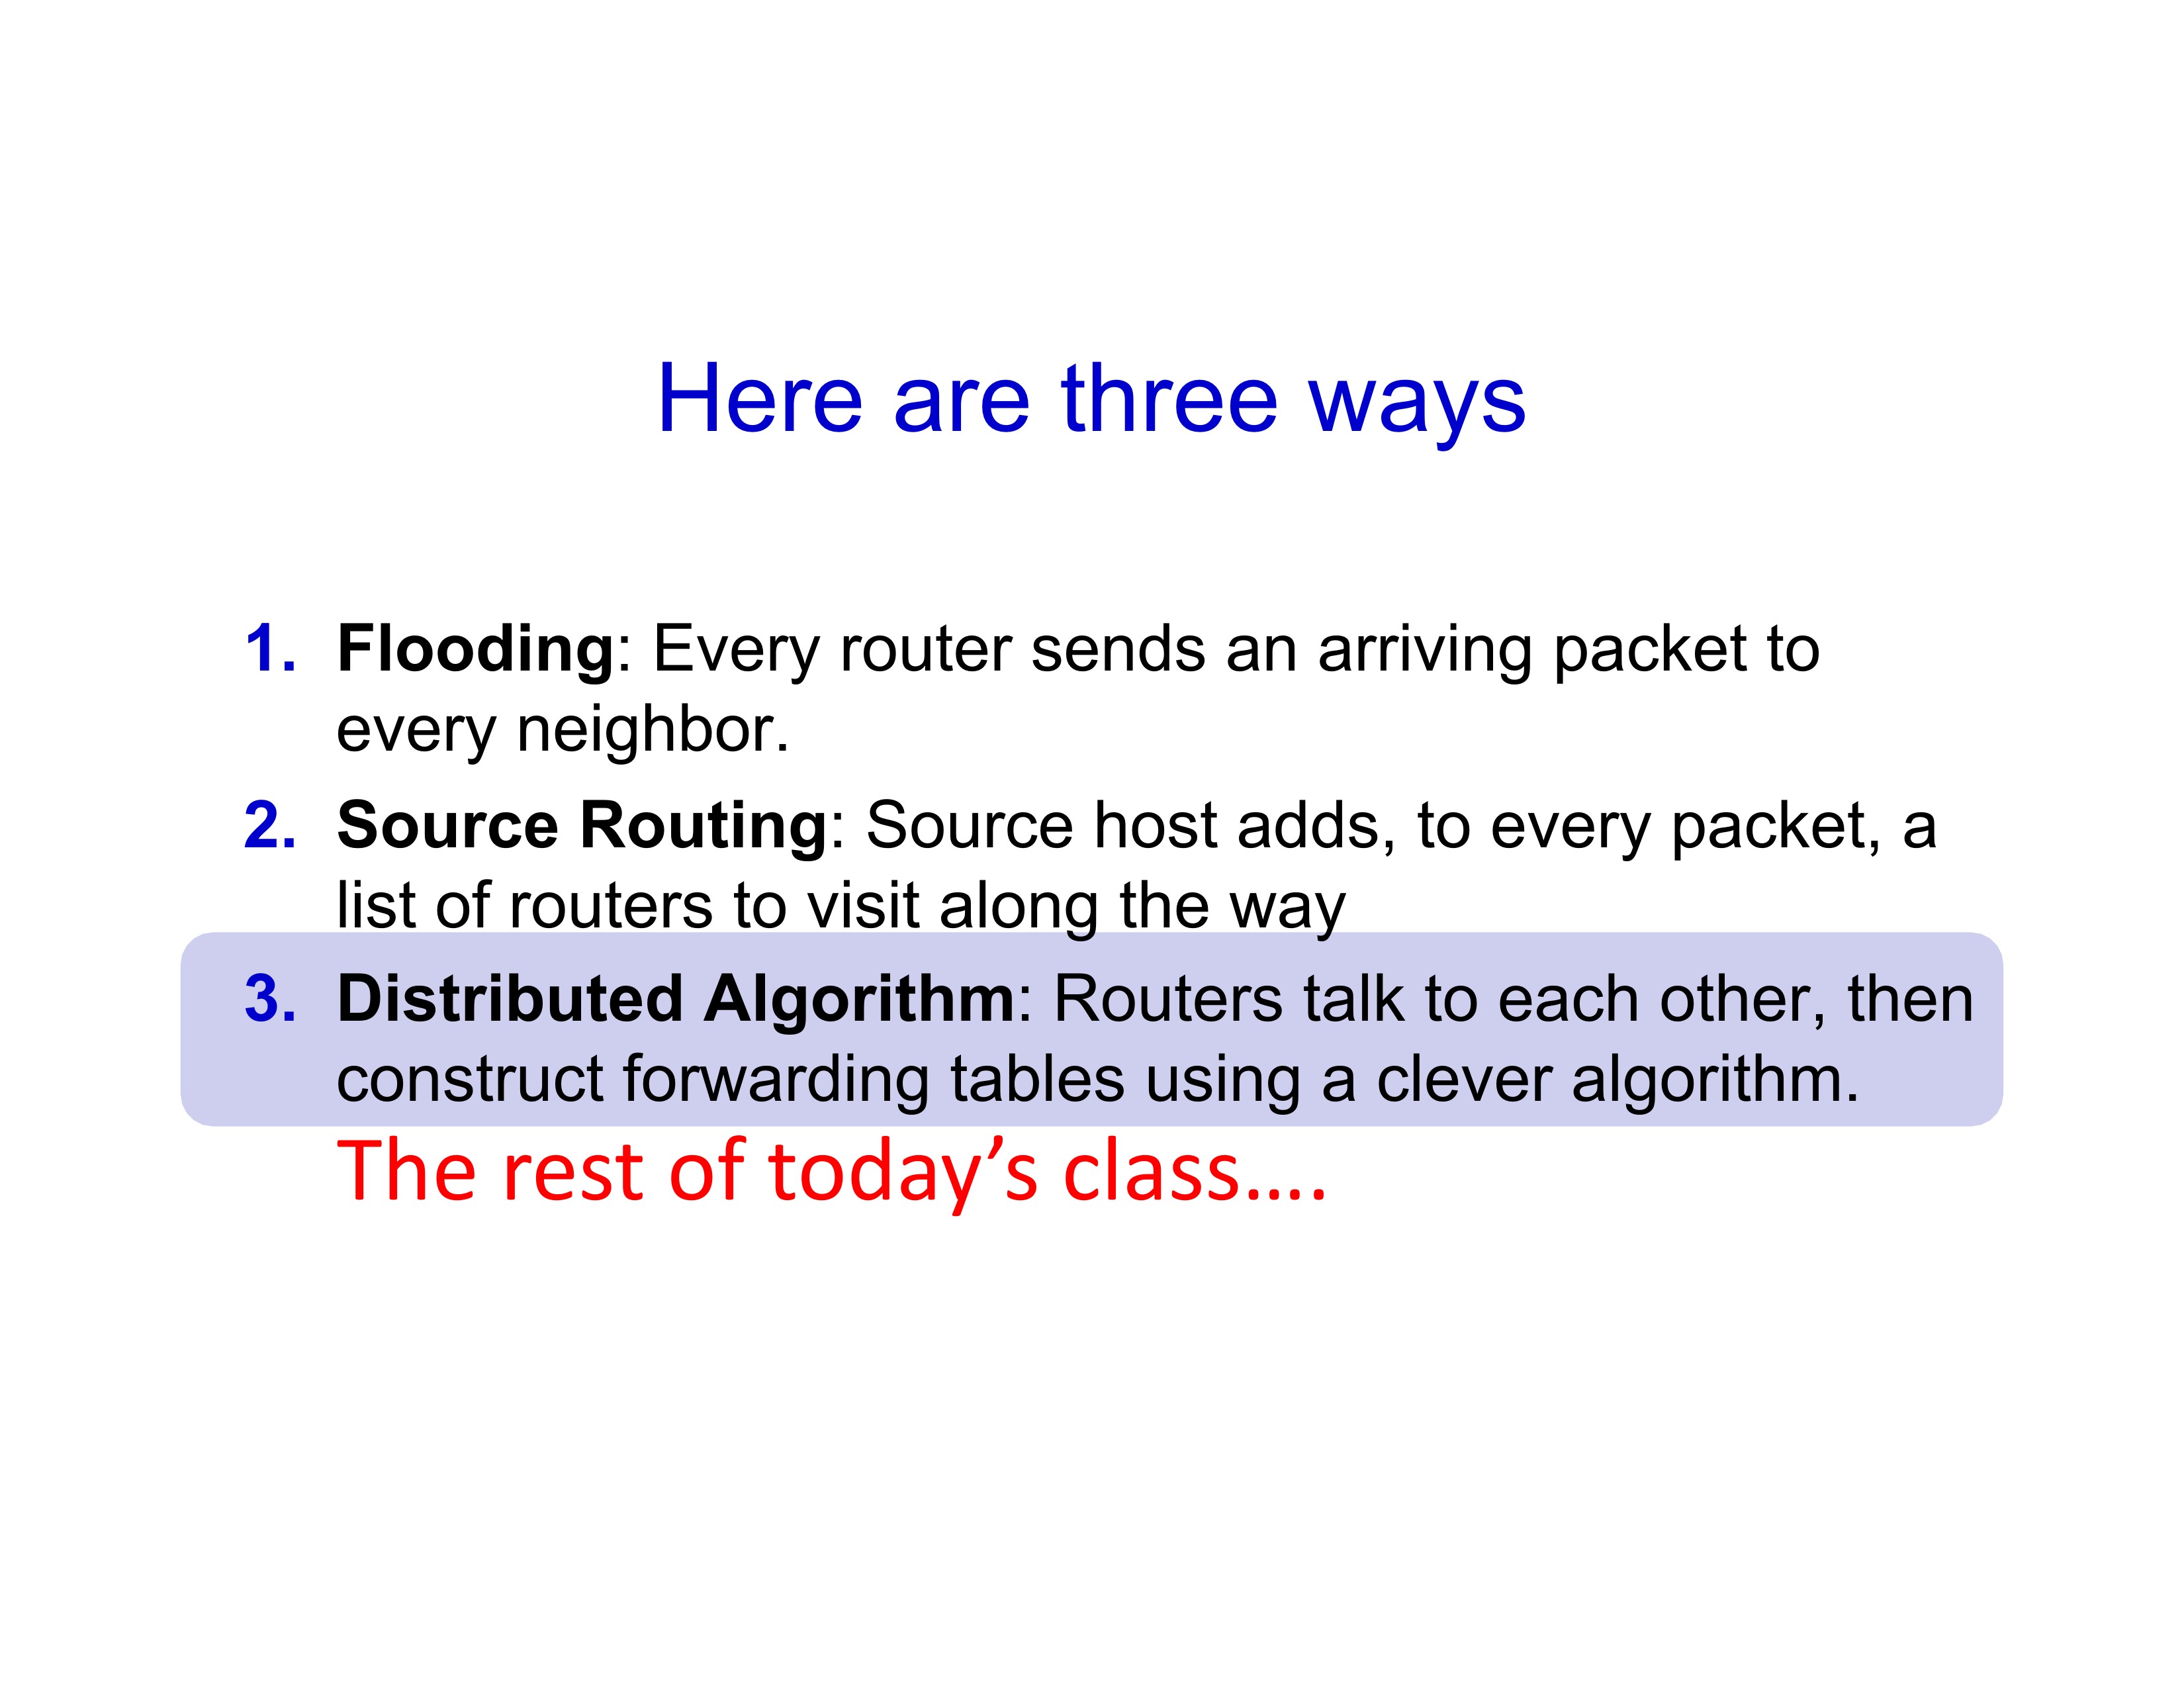 Here are three ways
1. Flooding: Every router sends an arriving packet to
every neighbor.
2. Source Routing: Source host adds, to every packet, a
list of routers to visit along the way
3. Distributed Algorithm: Routers talk to each other, then
construct forwarding tables using a clever algorithm.
The rest of today’s class….